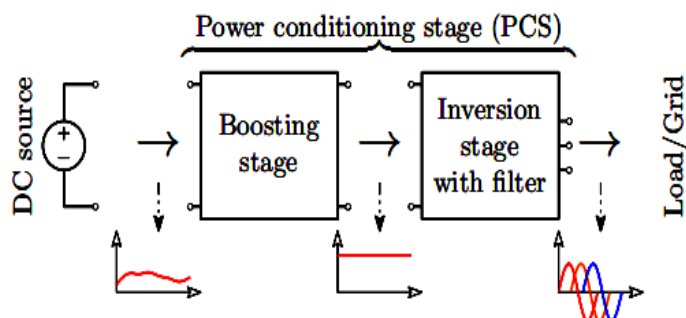 Power conditioning stage (PCS)
DC source
+
−
Boosting
stage
Inversion
stage
with filter
Load/Grid